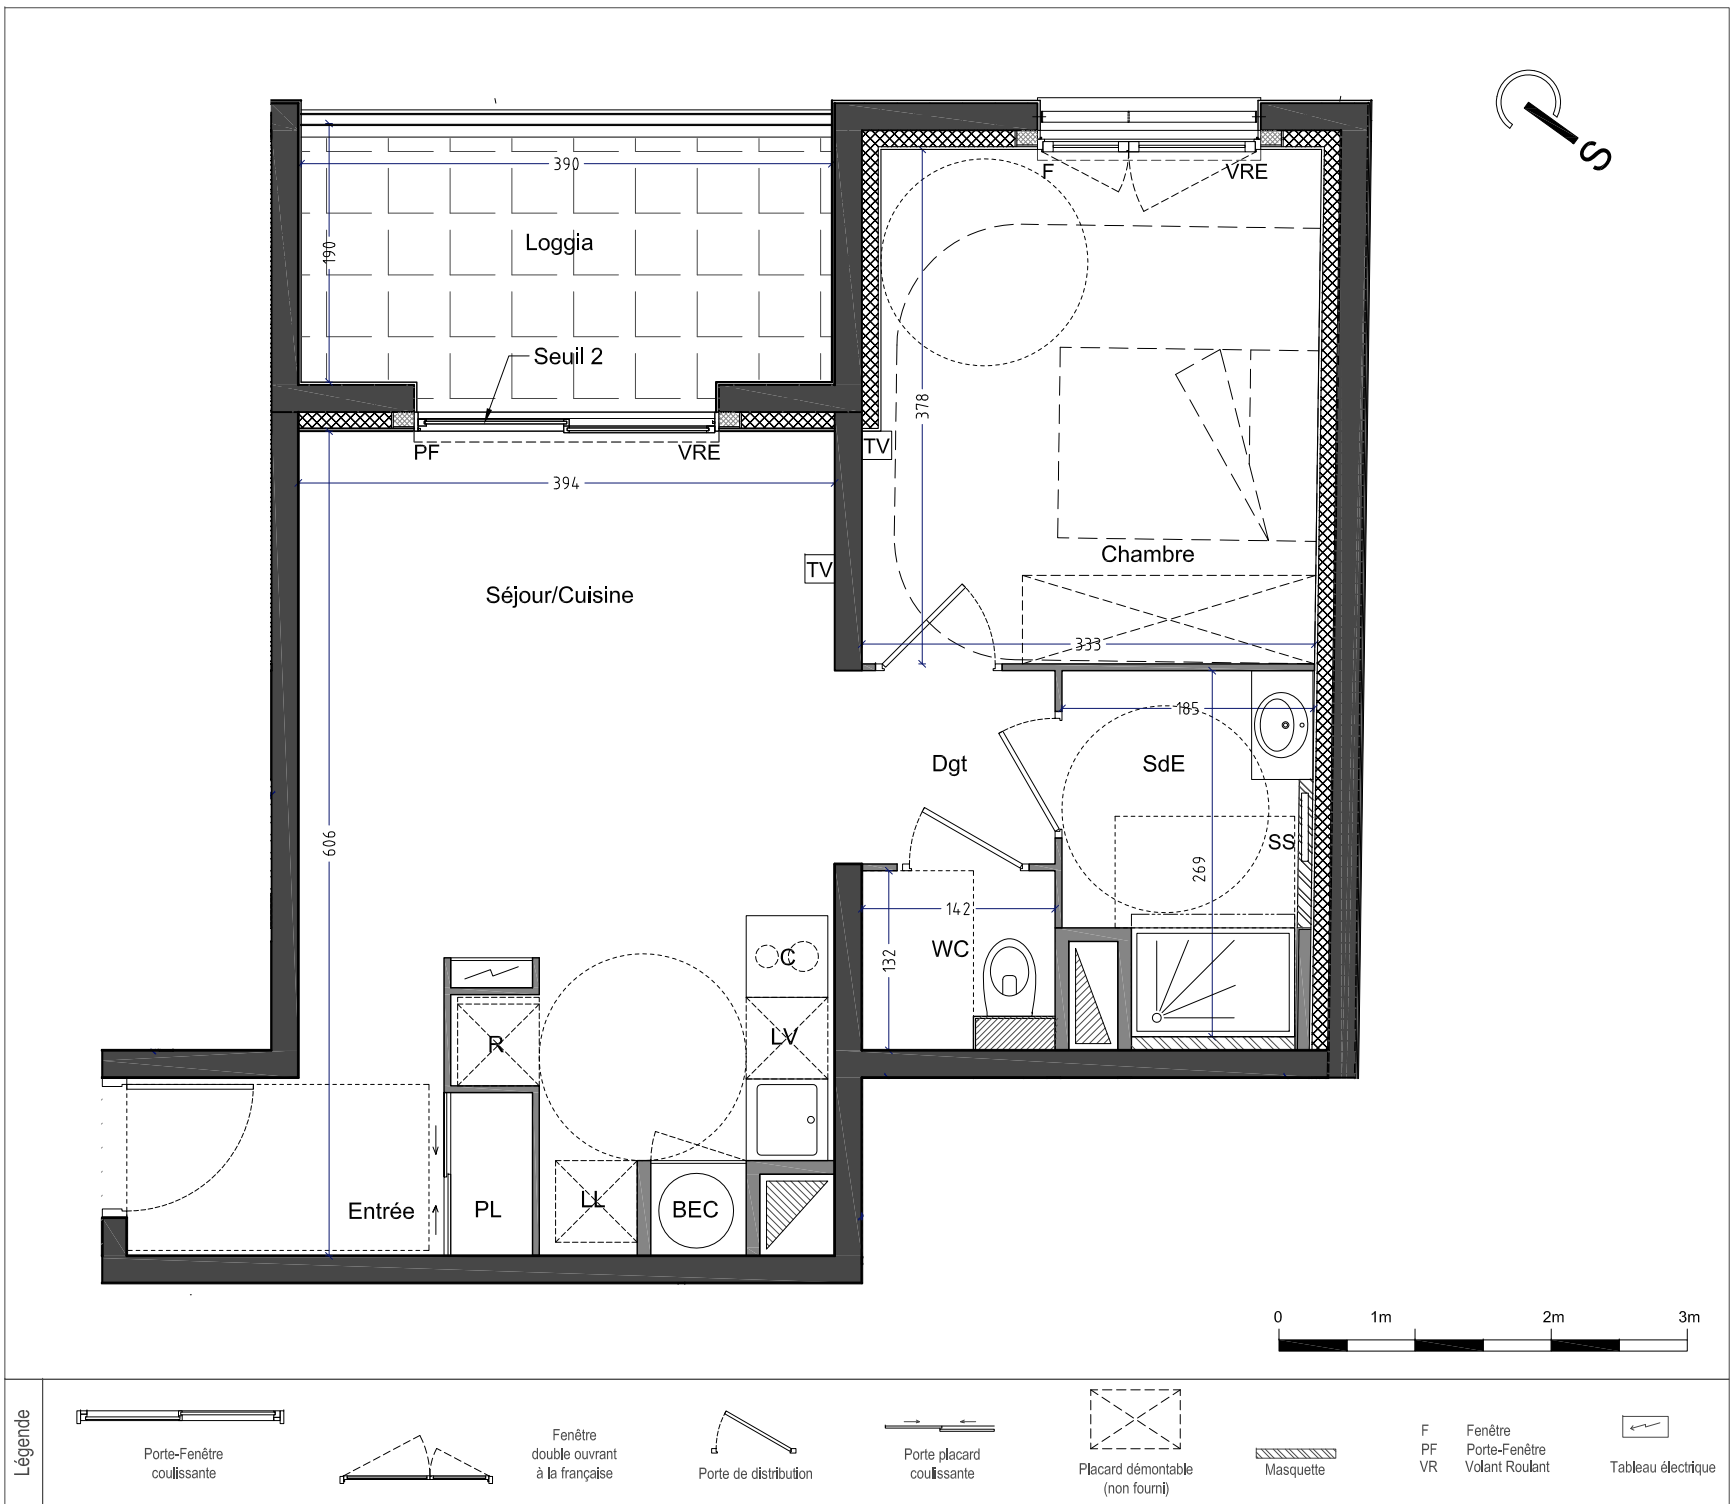 S
390
F
VRE
Loggia
190
Seuil 2
378
PF
VRE
TV
394
Chambre
TV
Séjour/Cuisine
333
185
Dgt
SdE
606
SS
269
142
WC
132
C
R
LV
Entrée
PL
LL
BEC
0
1m
2m
3m
Légende
Porte-Fenêtre
coulissante
Fenêtre
double ouvrant
à la française
Porte de distribution
Porte placard
coulissante
Placard démontable
(non fourni)
Masquette
F Fenêtre
PF Porte-Fenêtre
VR Volant Roulant
Tableau électrique